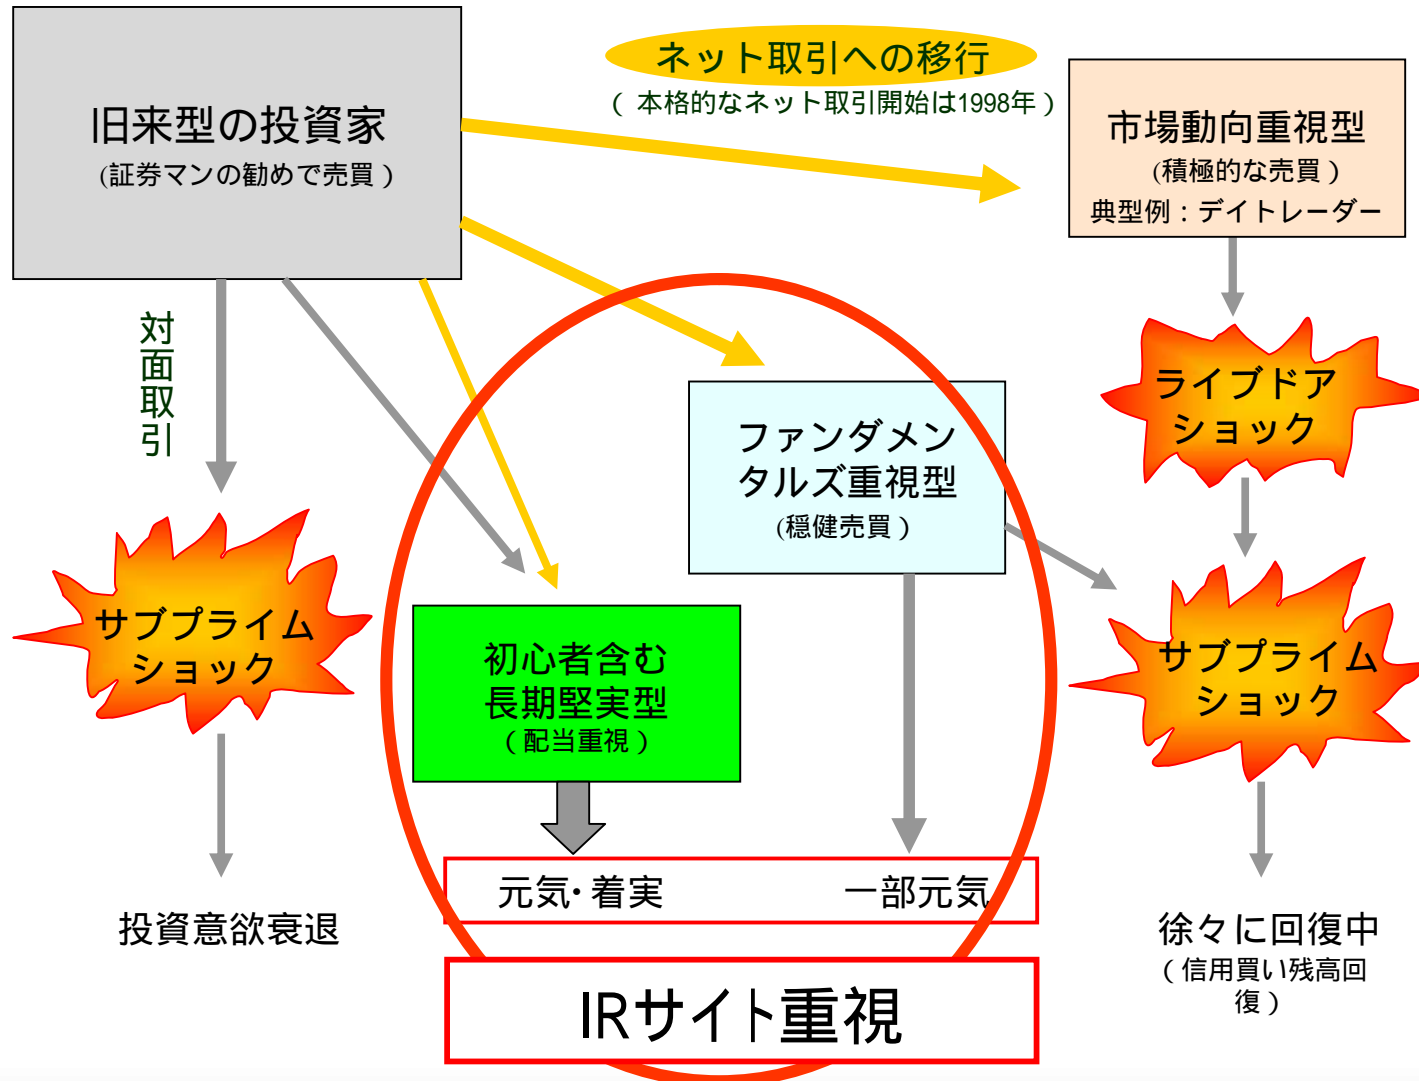 ネット取引への移行
( 本格的なネット取引開始は1998年 )
旧来型の投資家
(証券マンの勧めで売買 )
市場動向重視型
(積極的な売買 )
典型例：デイトレーダー
対面取引
ライブドア
ショック
ファンダメン
タルズ重視型
(穏健売買 )
サブプライム
ショック
初心者含む
長期堅実型
( 配当重視 )
サブプライム
ショック
元気・着実
一部元気
投資意欲衰退
徐々に回復中
( 信用買い残高回
復 )
IRサイト重視